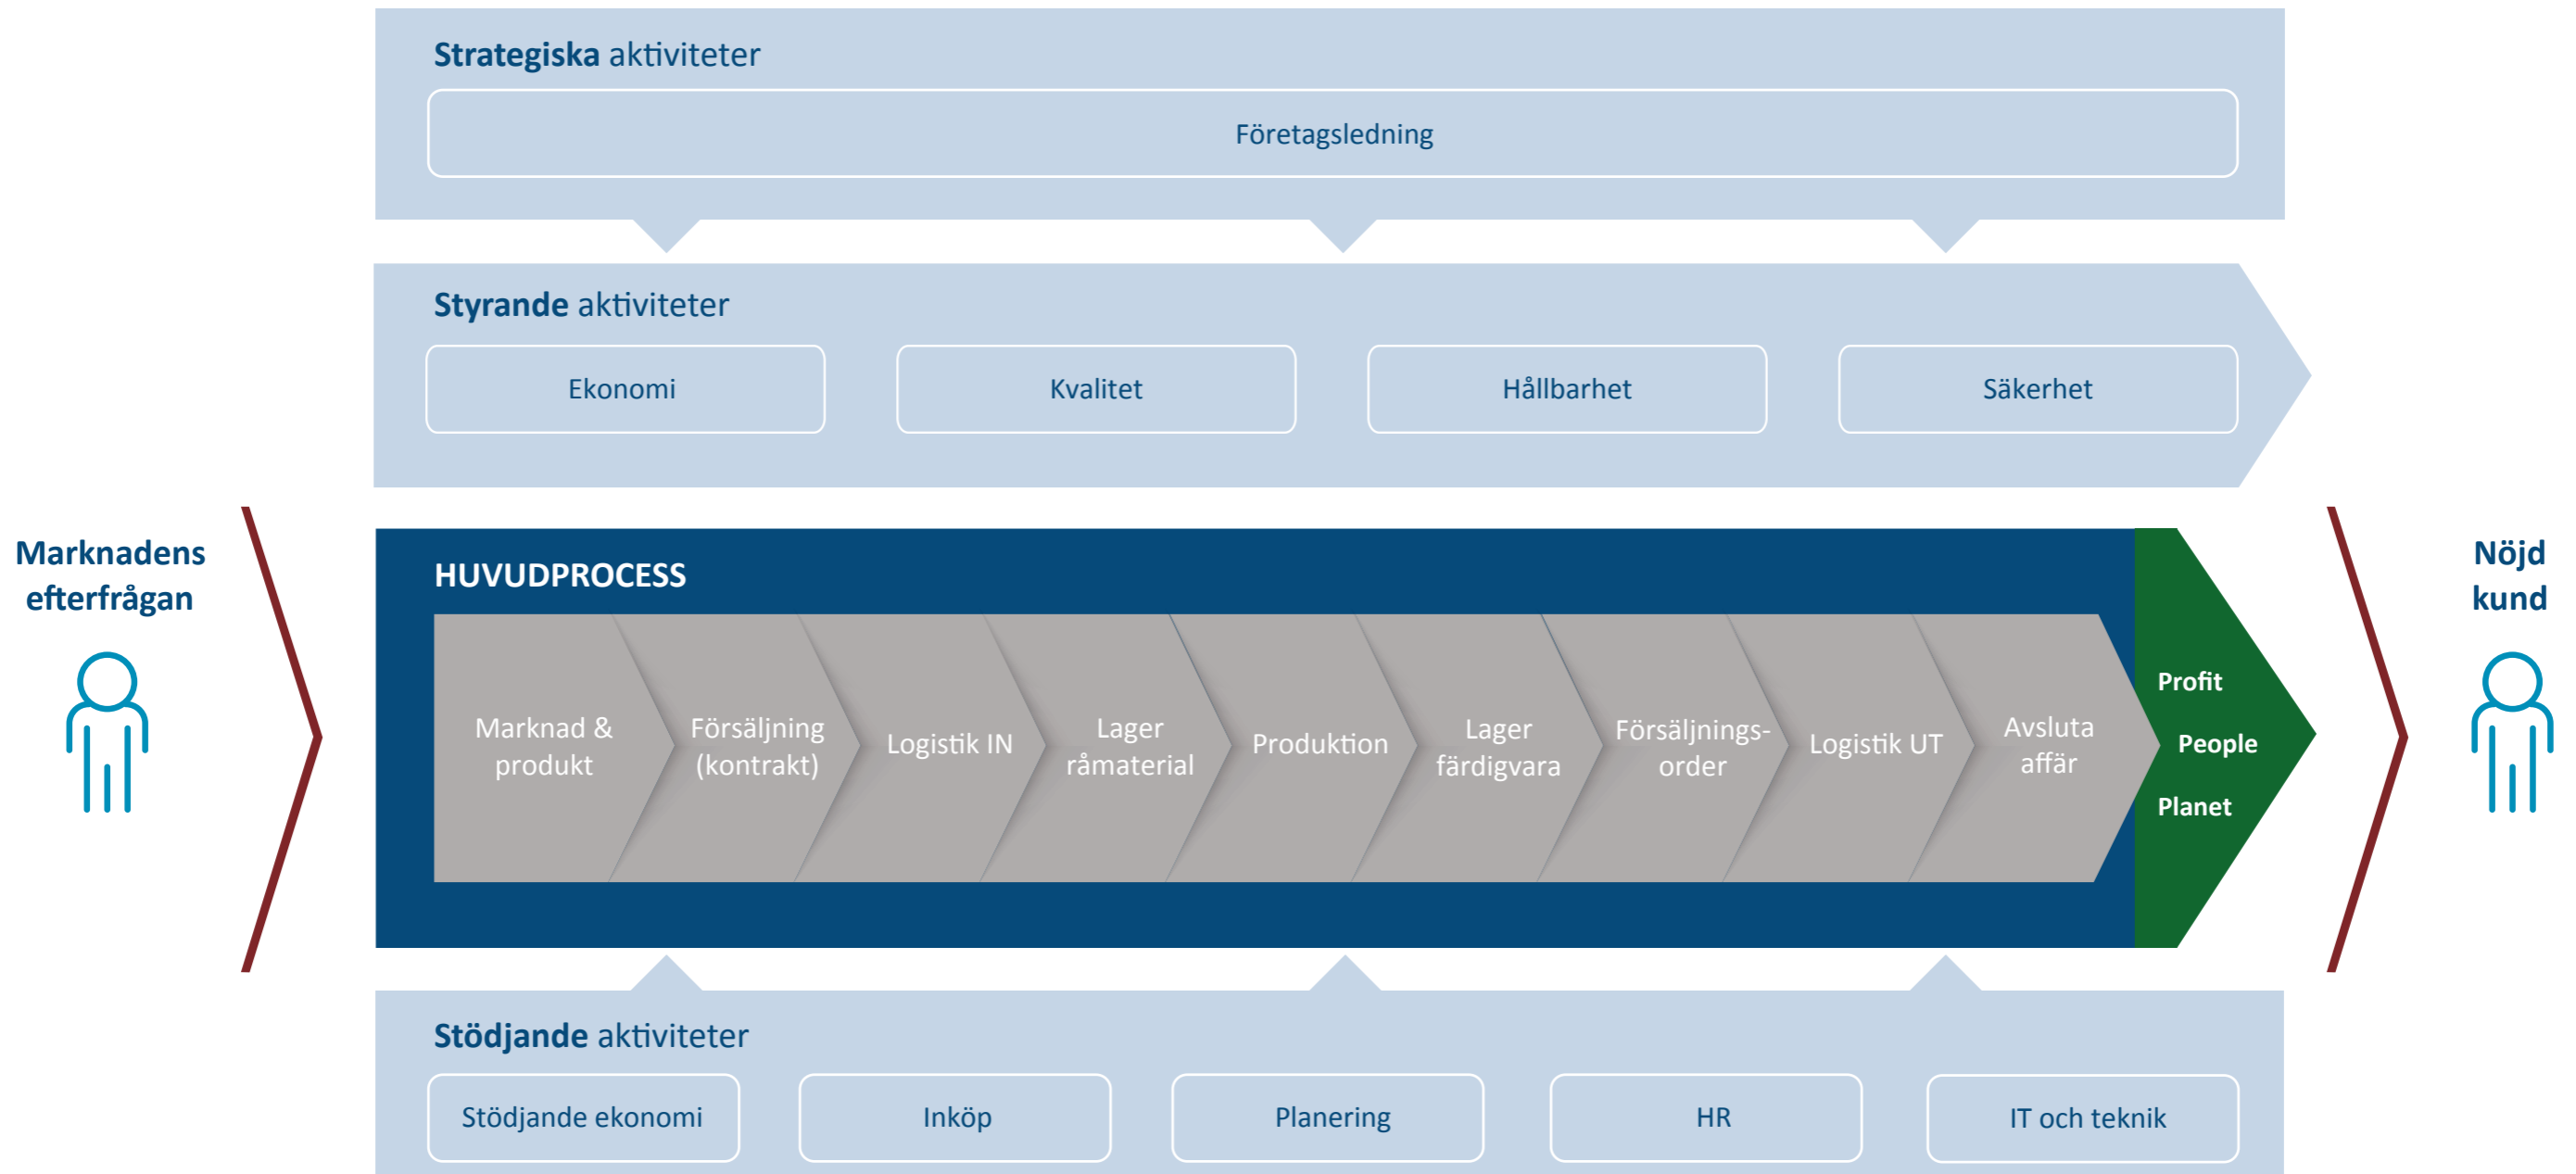 Strategiska aktiviteter
Företagsledning
Styrande aktiviteter
Ekonomi
Kvalitet
Hållbarhet
Säkerhet
Marknadens
efterfrågan
HUVUDPROCESS
Marknad &
produkt
Försäljning
(kontrakt)
Logistik IN
Lager
råmaterial
Produktion
Lager
färdigvara
Försäljnings-
order
Logistik UT
Avsluta
affär
Profit
People
Planet
Nöjd
kund
Stödjande aktiviteter
Stödjande ekonomi
Inköp
Planering
HR
IT och teknik